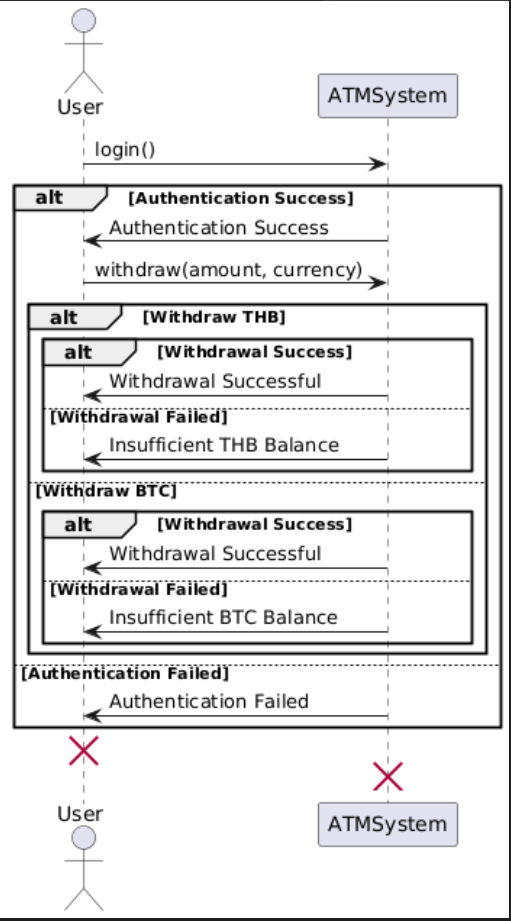 User
ATMSystem
login()
alt [Authentication Success]
Authentication Success
withdraw(amount, currency)
alt [Withdraw THB]
alt [Withdrawal Success]
Withdrawal Successful
[Withdrawal Failed]
Insufficient THB Balance
[Withdraw BTC]
alt [Withdrawal Success]
Withdrawal Successful
[Withdrawal Failed]
Insufficient BTC Balance
[Authentication Failed]
Authentication Failed
User
ATMSystem